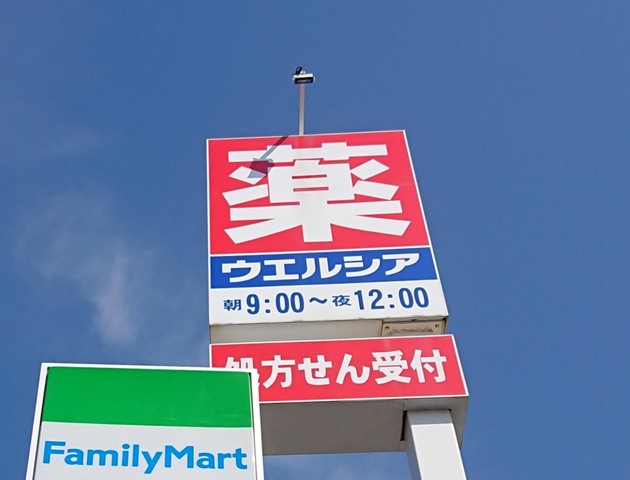 薬
ウエルシア
朝9:00～夜12:00
処方せん受付
FamilyMart